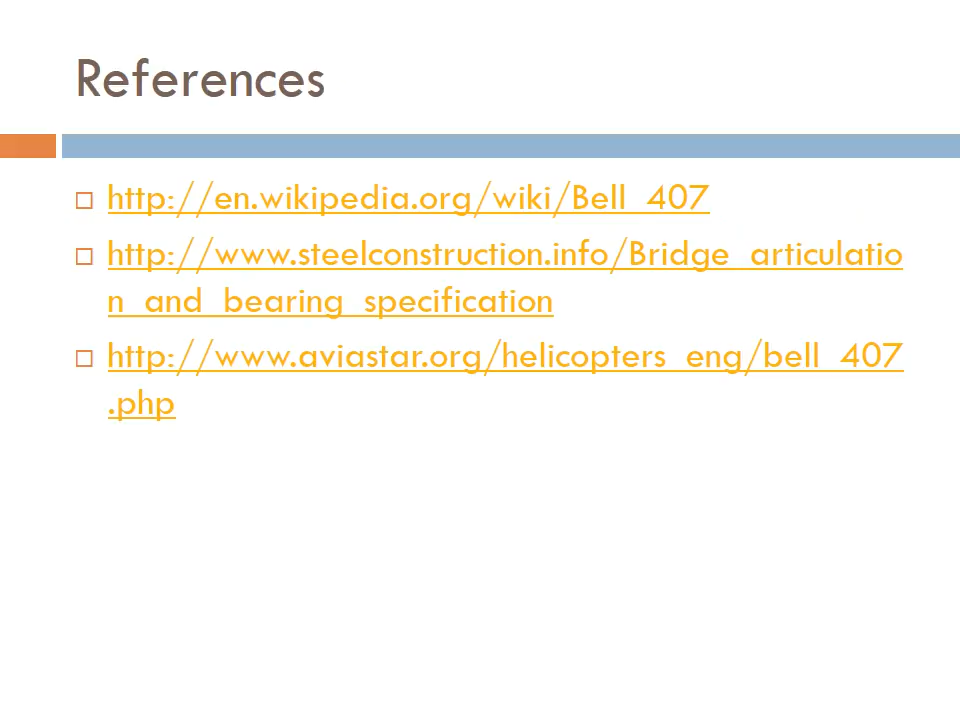 References
http://en.wikipedia.org/wiki/Bell_407
http://www.steelconstruction.info/Bridge_articulatio
n_and_bearing_specification
http://www.aviastar.org/helicopters_eng/bell_407
.php